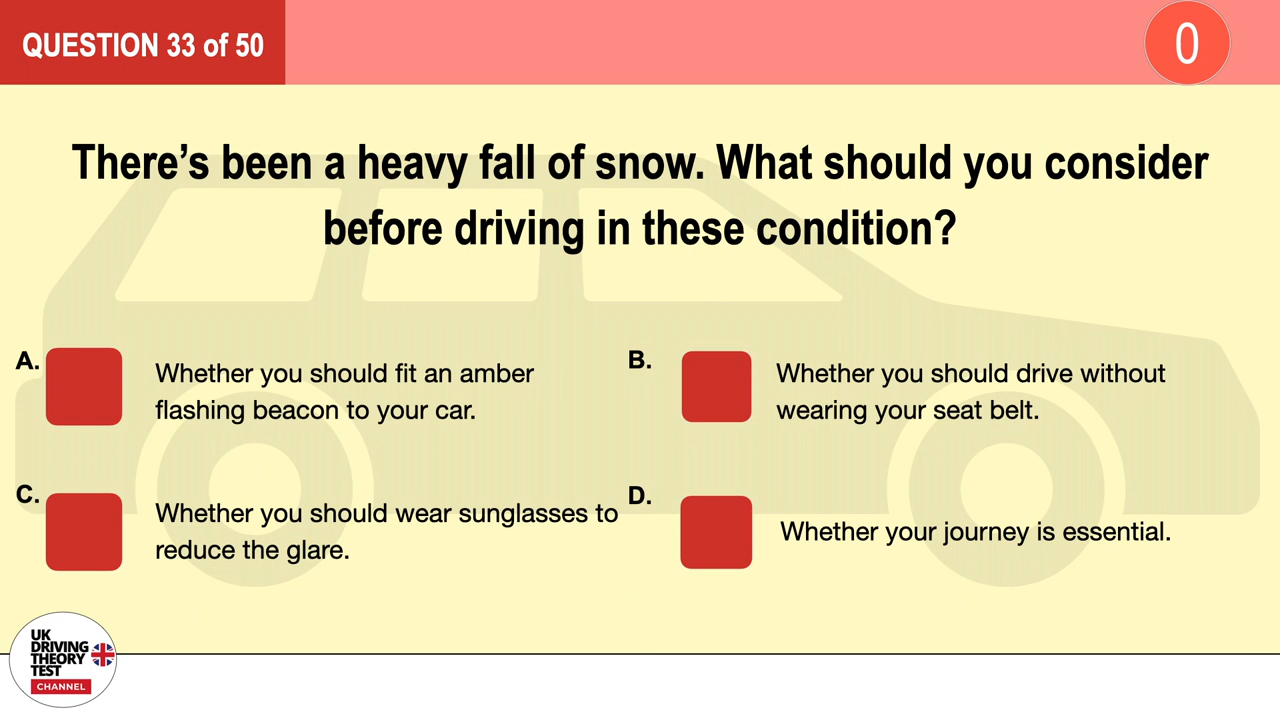 QUESTION 33 of 50
0
There’s been a heavy fall of snow. What should you consider
before driving in these condition?
A.
Whether you should fit an amber
flashing beacon to your car.
B.
Whether you should drive without
wearing your seat belt.
C.
Whether you should wear sunglasses to
reduce the glare.
D.
Whether your journey is essential.
UK
DRIVING
THEORY
TEST
CHANNEL